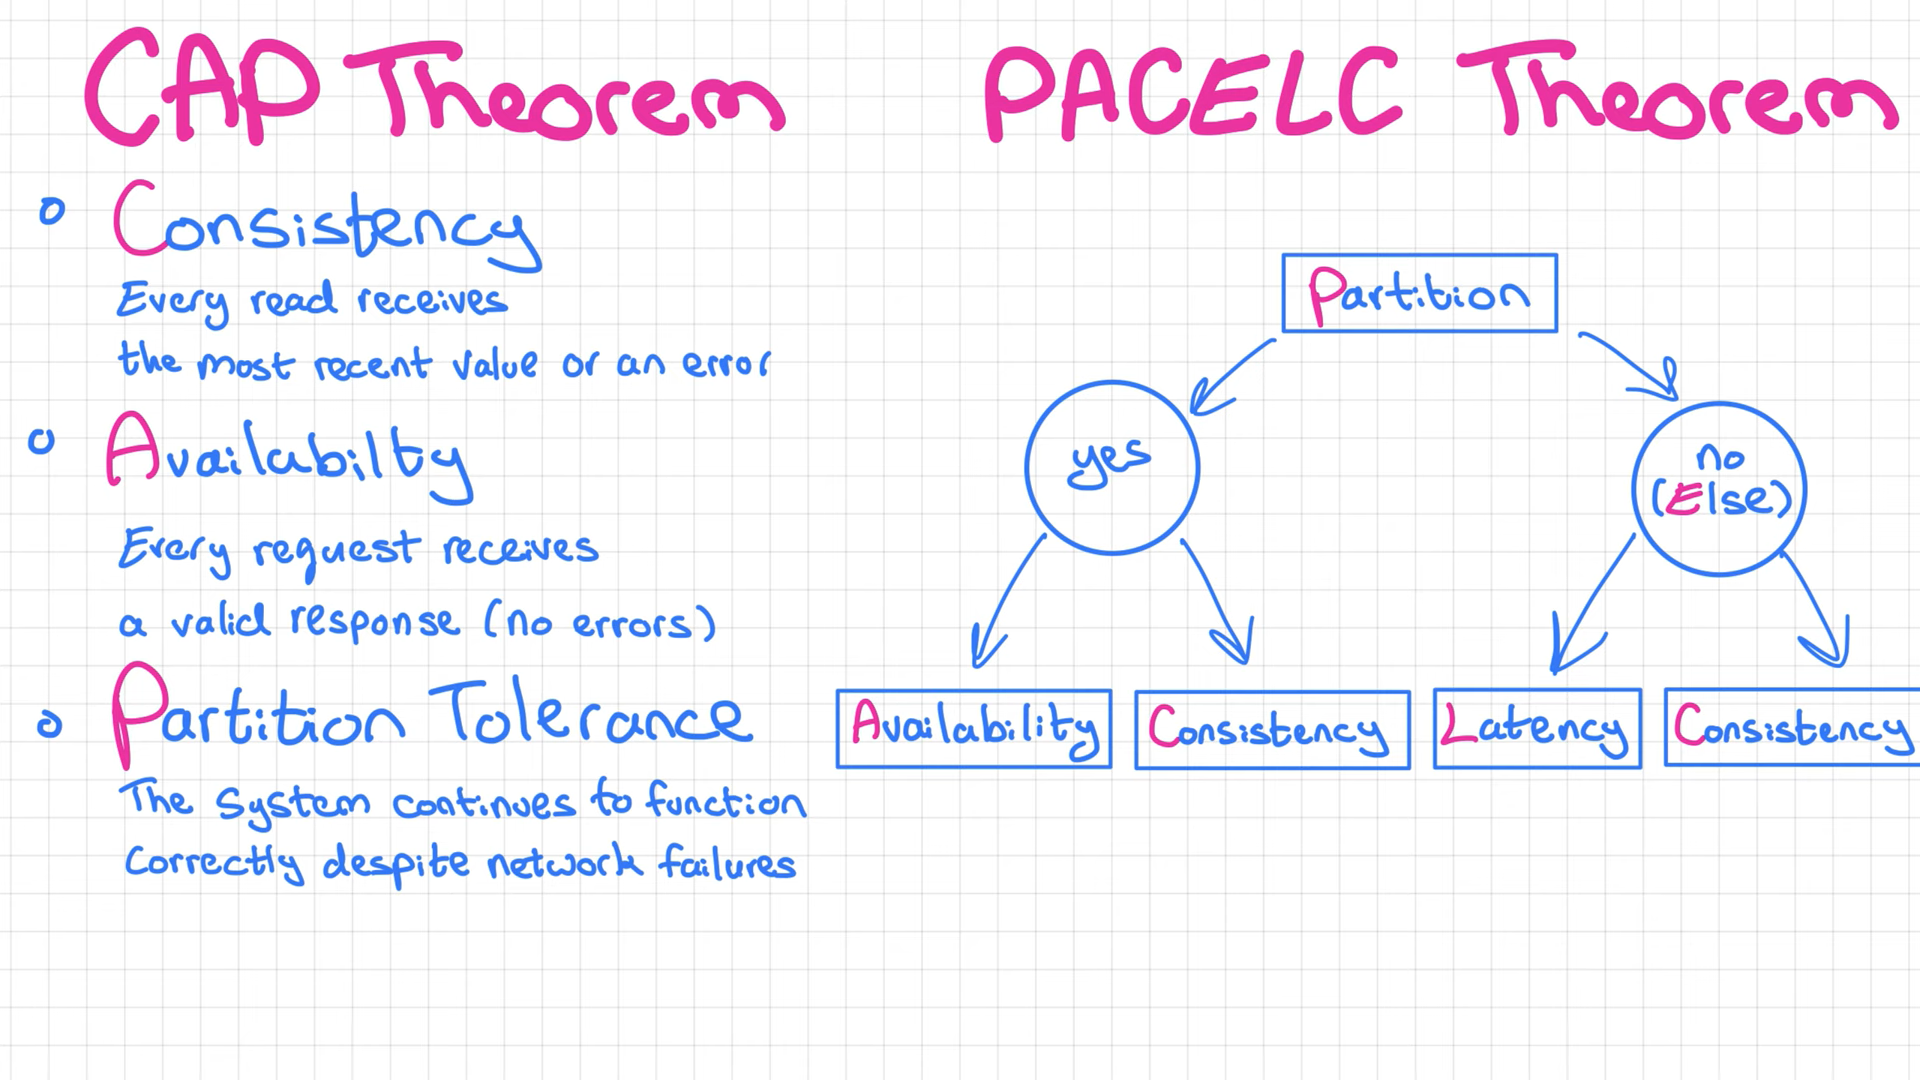 CAP Theorem
Consistency
Every read receives
the most recent value or an error
Availabilty
Every request receives
a valid response (no errors)
Partition Tolerance
The System continues to function
Correctly despite network failures
PACELC Theorem
Partition
yes
no
(Else)
Availability
Consistency
Latency
Consistency